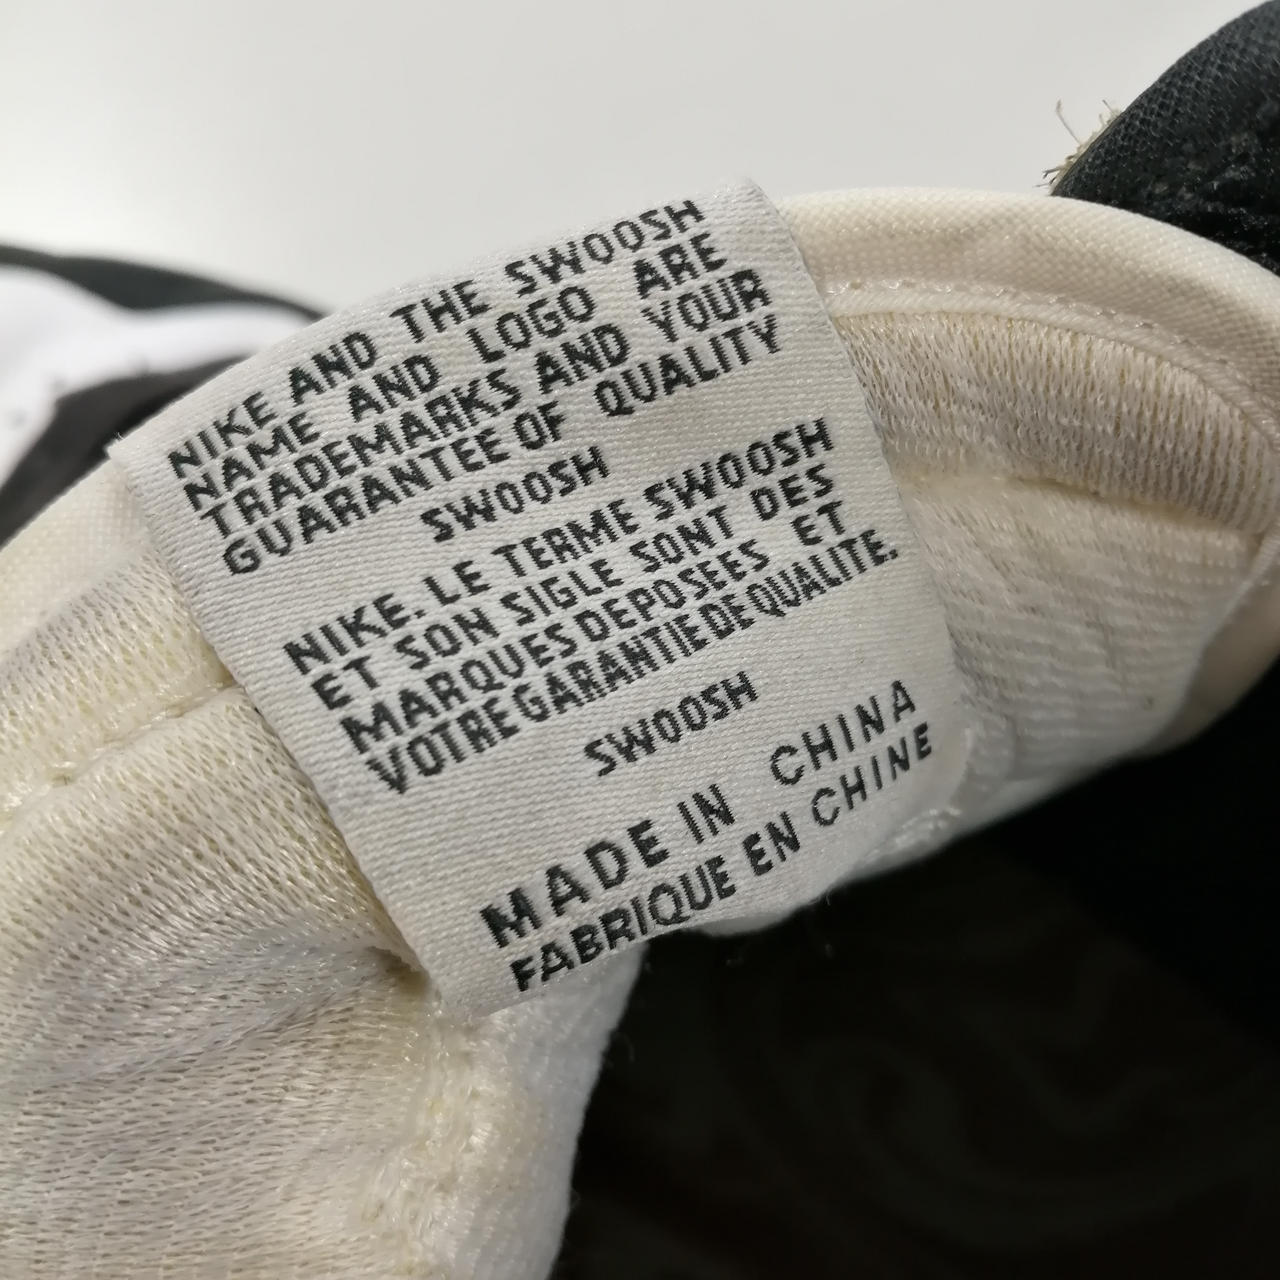 NIKE AND THE SWOOSH
NAME AND LOGO ARE
TRADEMARKS AND YOUR
GUARANTEE OF QUALITY
SWOOSH
NIKE. LE TERME SWOOSH
ET SON SIGLE SONT DES
MARQUES DEPOSEES ET
VOTRE GARANTIE DE QUALITE.
SWOOSH
MADE IN CHINA
FABRIQUE EN CHINE